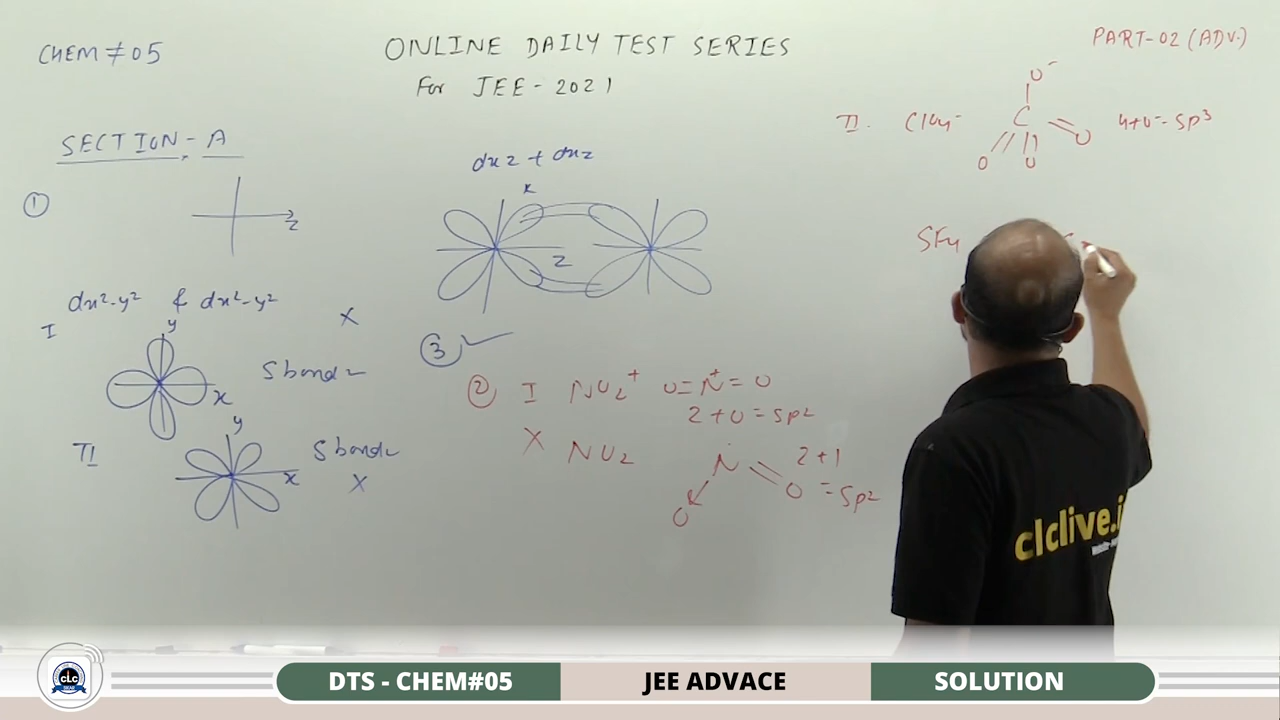 CHEM # 05
ONLINE DAILY TEST SERIES
For JEE - 2021
PART-02 (ADV.)
SECTION - A
①
z
dx²-y² & dx²-y²
I
x
y
x
δ bond
II
y
x
δ bond
x
dxz + dxz
x
z
③ ✓
② I NO₂⁺ O=N⁺=O
2+0=sp²
x NO₂
N
O
O
2+1
=sp²
II. ClO₄⁻
O⁻
C
O
O
O
4+0=sp³
SF₄
clclive.i
DTS - CHEM#05
JEE ADVACE
SOLUTION
CLC
SIKAR